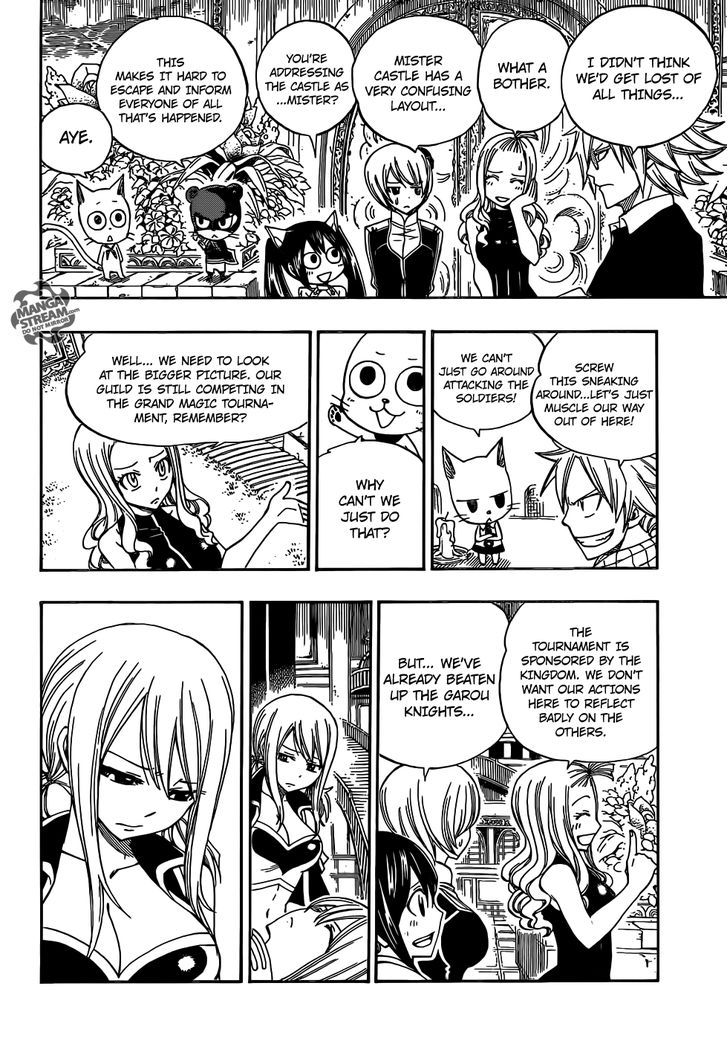 I DIDN'T THINK
WE'D GET LOST OF
ALL THINGS...
WHAT A
BOTHER.
MISTER
CASTLE HAS A
VERY CONFUSING
LAYOUT...
YOU'RE
ADDRESSING
THE CASTLE AS
...MISTER?
THIS
MAKES IT HARD TO
ESCAPE AND INFORM
EVERYONE OF ALL
THAT'S HAPPENED.
AYE.
MANGA
STREAM.com
DO NOT MIRROR
SCREW
THIS SNEAKING
AROUND...LET'S JUST
MUSCLE OUR WAY
OUT OF HERE!
WE CAN'T
JUST GO AROUND
ATTACKING THE
SOLDIERS!
WHY
CAN'T WE
JUST DO
THAT?
WELL... WE NEED TO LOOK
AT THE BIGGER PICTURE. OUR
GUILD IS STILL COMPETING IN
THE GRAND MAGIC TOURNA-
MENT, REMEMBER?
THE
TOURNAMENT IS
SPONSORED BY THE
KINGDOM. WE DON'T
WANT OUR ACTIONS
HERE TO REFLECT
BADLY ON THE
OTHERS.
BUT... WE'VE
ALREADY BEATEN
UP THE GAROU
KNIGHTS...